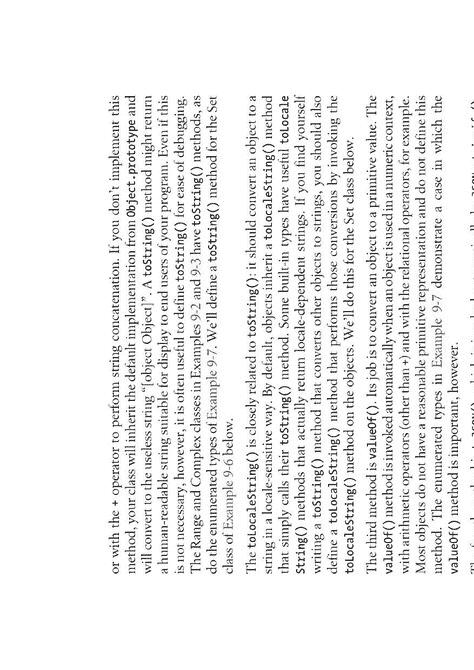 or with the + operator to perform string concatenation. If you don't implement this
method, your class will inherit the default implementation from Object.prototype and
will convert to the useless string "[object Object]". A toString() method might return
a human-readable string suitable for display to end users of your program. Even if this
is not necessary, however, it is often useful to define toString() for ease of debugging.
The Range and Complex classes in Examples 9-2 and 9-3 have toString() methods, as
do the enumerated types of Example 9-7. We'll define a toString() method for the Set
class of Example 9-6 below.
The toLocaleString() is closely related to toString(): it should convert an object to a
string in a locale-sensitive way. By default, objects inherit a toLocaleString() method
that simply calls their toString() method. Some built-in types have useful toLocale
String() methods that actually return locale-dependent strings. If you find yourself
writing a toString() method that converts other objects to strings, you should also
define a toLocaleString() method that performs those conversions by invoking the
toLocaleString() method on the objects. We'll do this for the Set class below.
The third method is valueOf(). Its job is to convert an object to a primitive value. The
valueOf() method is invoked automatically when an object is used in a numeric context,
with arithmetic operators (other than +) and with the relational operators, for example.
Most objects do not have a reasonable primitive representation and do not define this
method. The enumerated types in Example 9-7 demonstrate a case in which the
valueOf() method is important, however.